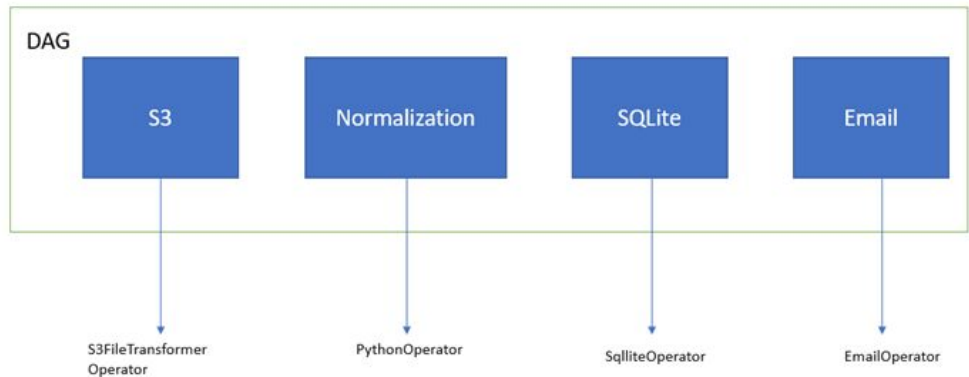 DAG
S3
Normalization
SQLite
Email
S3FileTransformer
Operator
PythonOperator
SqlliteOperator
EmailOperator